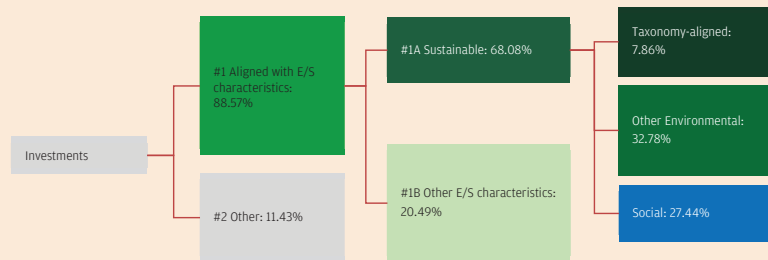 Investments
#1 Aligned with E/S
characteristics:
88.57%
#2 Other: 11.43%
#1A Sustainable: 68.08%
#1B Other E/S characteristics:
20.49%
Taxonomy-aligned:
7.86%
Other Environmental:
32.78%
Social: 27.44%